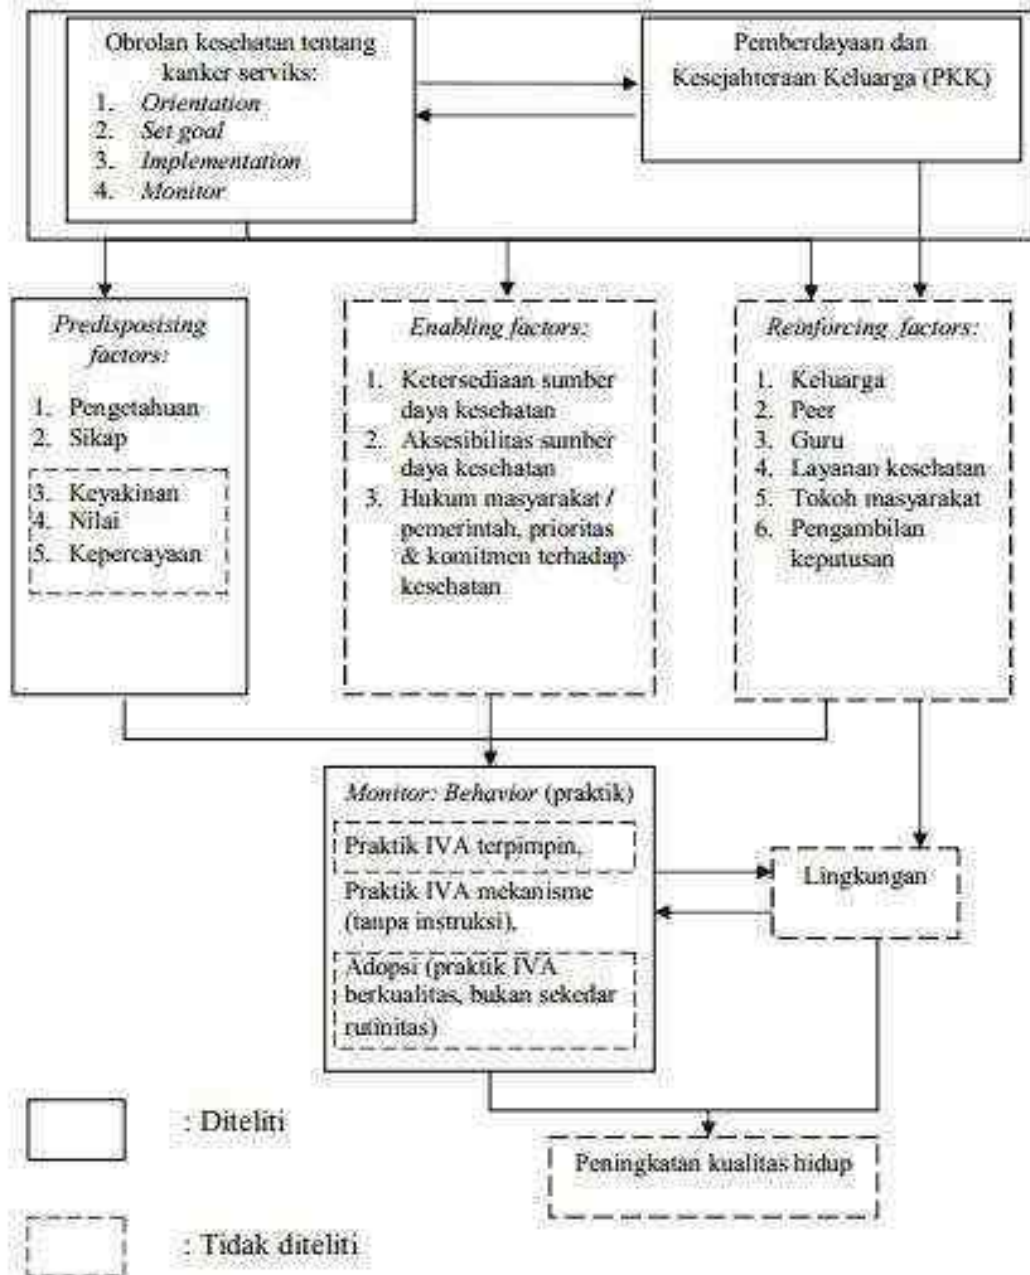 Obrolan kesehatan tentang
kanker serviks:
1. Orientation
2. Set goal
3. Implementation
4. Monitor
Pemberdayaan dan
Kesejahteraan Keluarga (PKK)
Predisposising
factors:
1. Pengetahuan
2. Sikap
3. Keyakinan
4. Nilai
5. Kepercayaan
Enabling factors:
1. Ketersediaan sumber
daya kesehatan
2. Aksesibilitas sumber
daya kesehatan
3. Hukum masyarakat /
pemerintah, prioritas
& komitmen terhadap
kesehatan
Reinforcing factors:
1. Keluarga
2. Peer
3. Guru
4. Layanan kesehatan
5. Tokoh masyarakat
6. Pengambilan
keputusan
Monitor: Behavior (praktik)
Praktik IVA terpimpin,
Praktik IVA mekanisme
(tanpa instruksi),
Adopsi (praktik IVA
berkualitas, bukan sekedar
rutinitas)
Lingkungan
Peningkatan kualitas hidup
: Diteliti
: Tidak diteliti